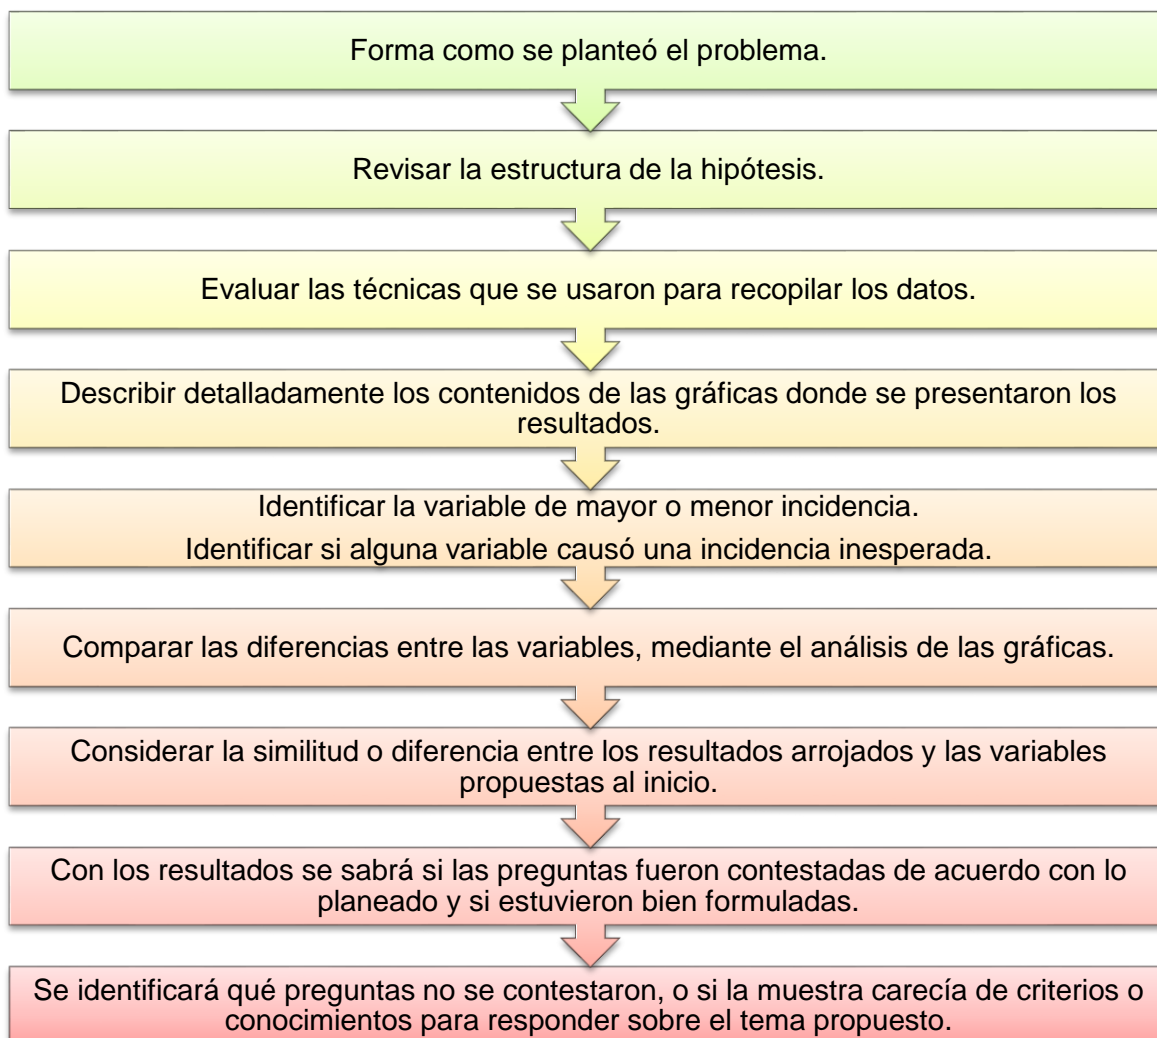 Forma como se planteó el problema.
Revisar la estructura de la hipótesis.
Evaluar las técnicas que se usaron para recopilar los datos.
Describir detalladamente los contenidos de las gráficas donde se presentaron los
resultados.
Identificar la variable de mayor o menor incidencia.
Identificar si alguna variable causó una incidencia inesperada.
Comparar las diferencias entre las variables, mediante el análisis de las gráficas.
Considerar la similitud o diferencia entre los resultados arrojados y las variables
propuestas al inicio.
Con los resultados se sabrá si las preguntas fueron contestadas de acuerdo con lo
planeado y si estuvieron bien formuladas.
Se identificará qué preguntas no se contestaron, o si la muestra carecía de criterios o
conocimientos para responder sobre el tema propuesto.